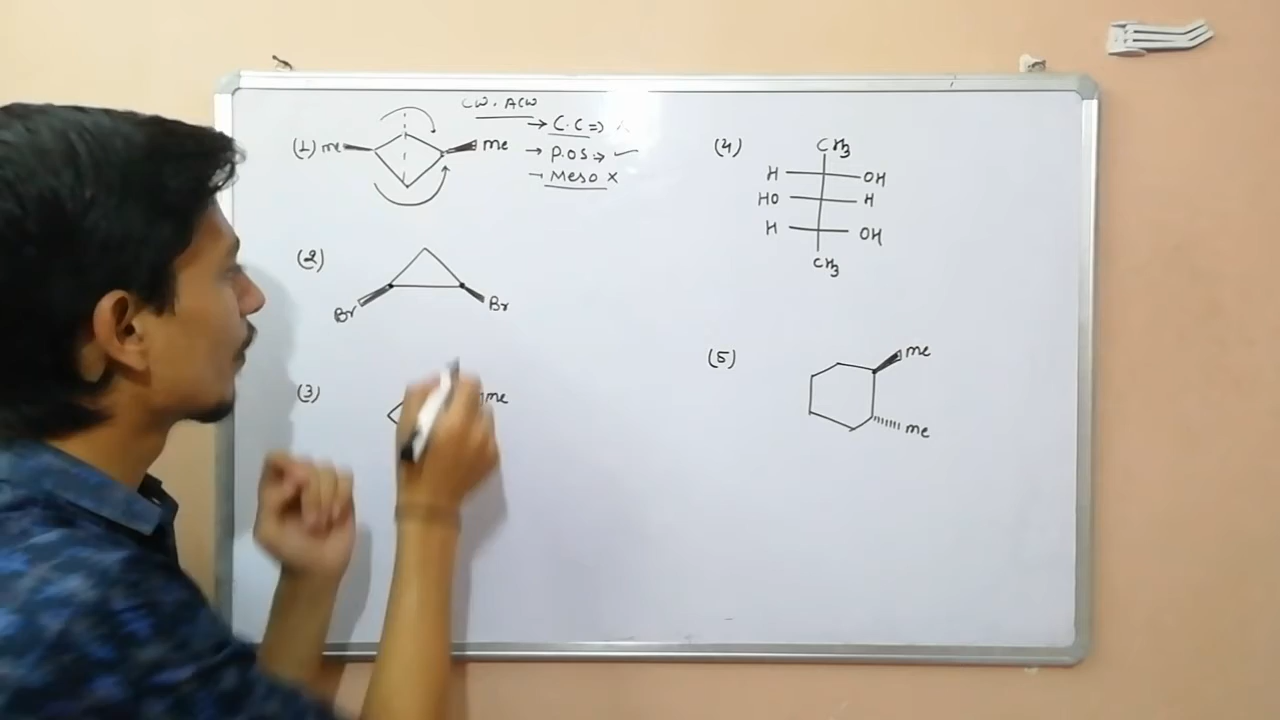 CW. ACW
→ C.C ⇒
(1) me me → P.O.S → ✓
→ Meso ×
(2)
Br Br
(3) me
(4) CH3
H OH
HO H
H OH
CH3
(5) me
me